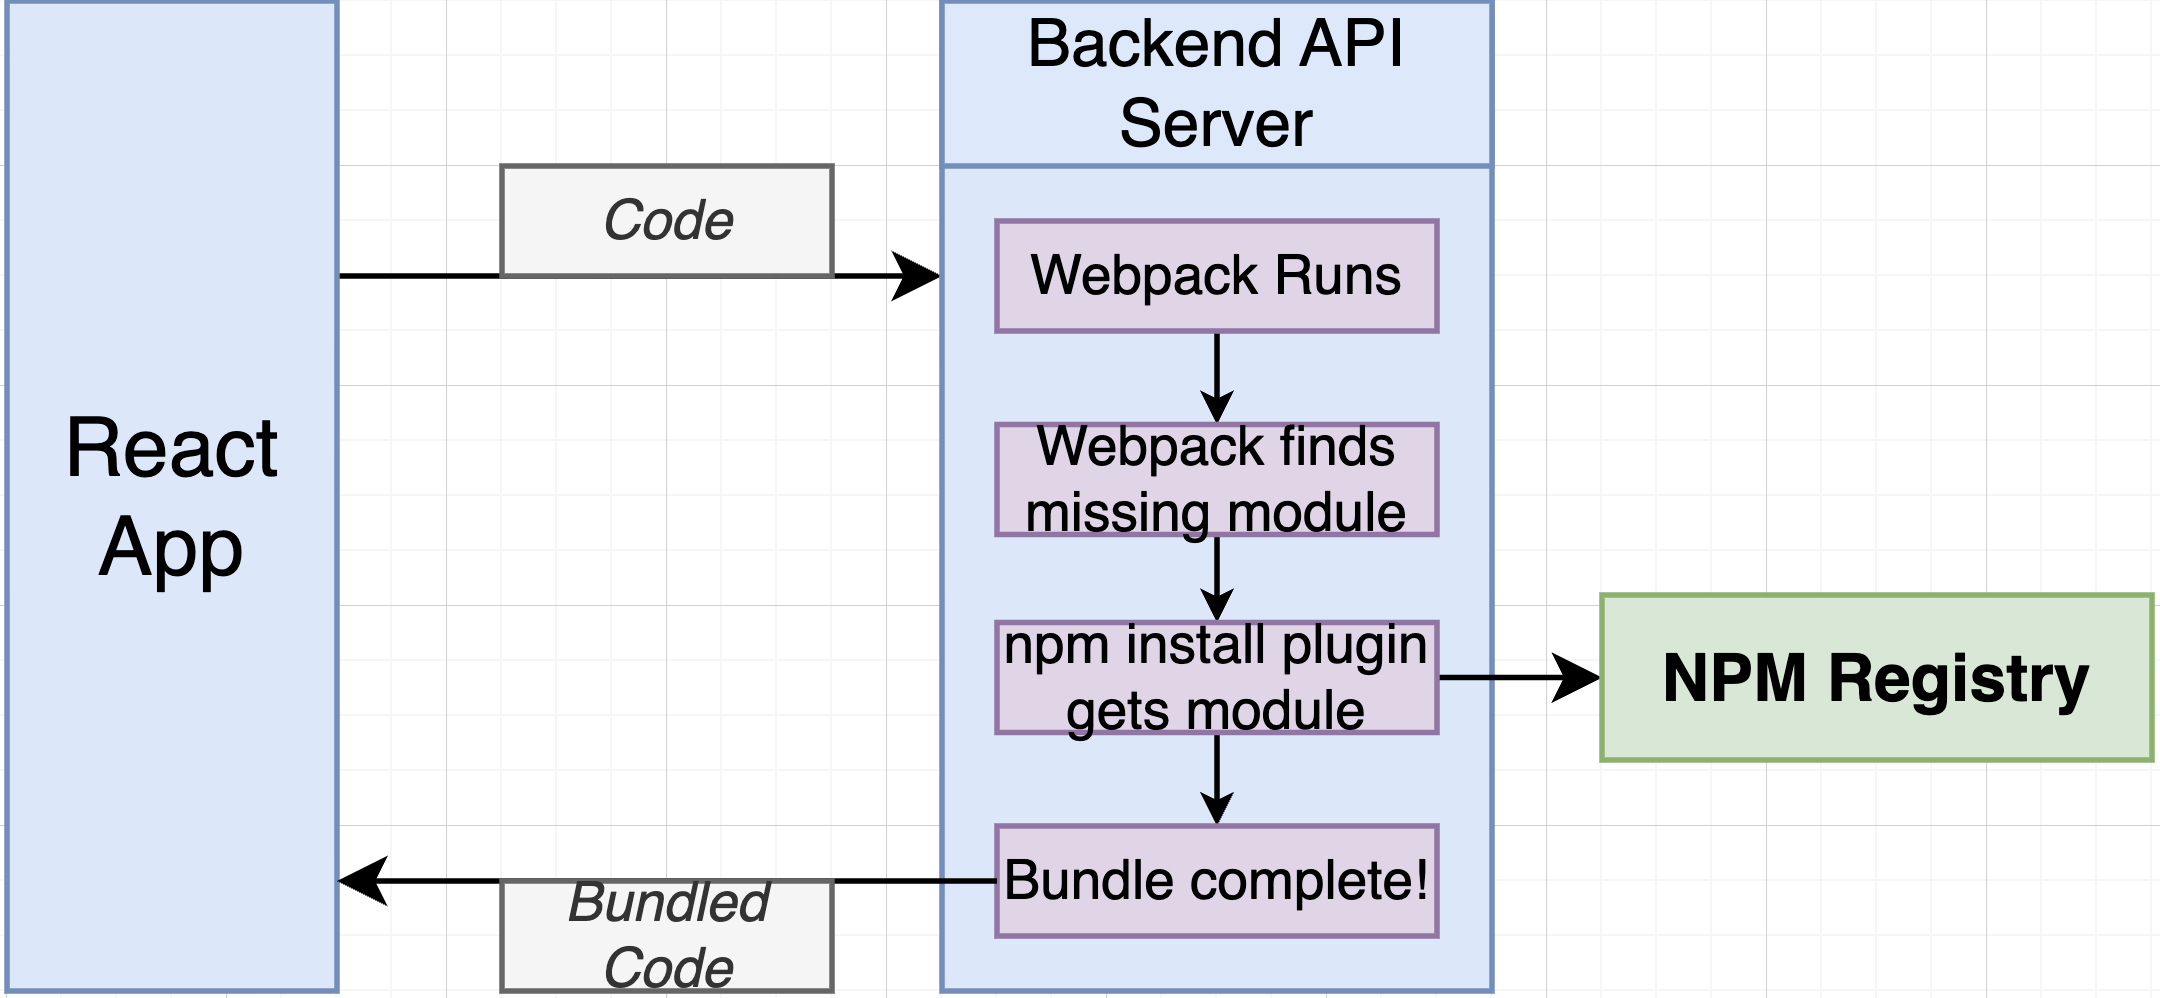 React
App
Code
Backend API
Server
Webpack Runs
Webpack finds
missing module
npm install plugin
gets module
NPM Registry
Bundle complete!
Bundled
Code